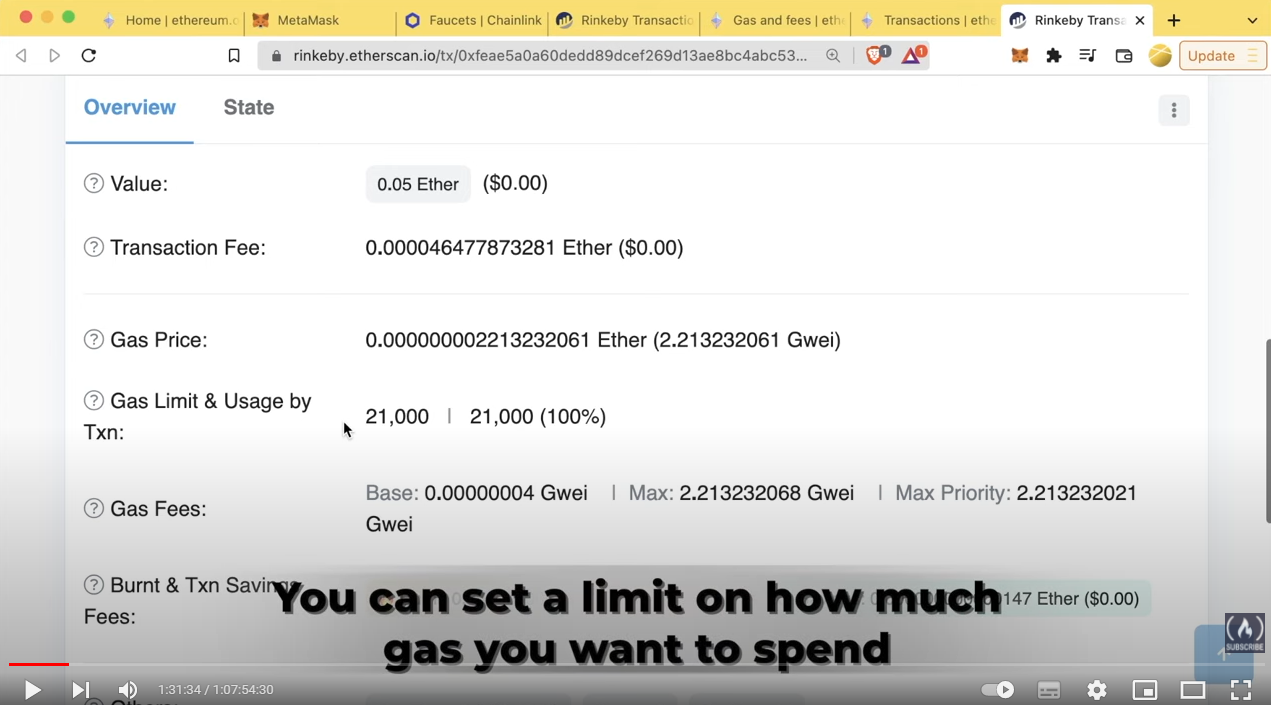 Home | ethereum.o
MetaMask
Faucets | Chainlink
Rinkeby Transactio
Gas and fees | eth
Transactions | ethe
Rinkeby Transa
rinkeby.etherscan.io/tx/0xfeae5a0a60dedd89dcef269d13ae8bc4abc53...
1
1
Update
Overview
State
Value:
0.05 Ether ($0.00)
Transaction Fee:
0.000046477873281 Ether ($0.00)
Gas Price:
0.000000002213232061 Ether (2.213232061 Gwei)
Gas Limit & Usage by
Txn:
21,000 | 21,000 (100%)
Gas Fees:
Base: 0.00000004 Gwei | Max: 2.213232068 Gwei | Max Priority: 2.213232021
Gwei
Burnt & Txn Savings
Fees:
147 Ether ($0.00)
You can set a limit on how much
gas you want to spend
SUBSCRIBE
1:31:34 / 1:07:54:30